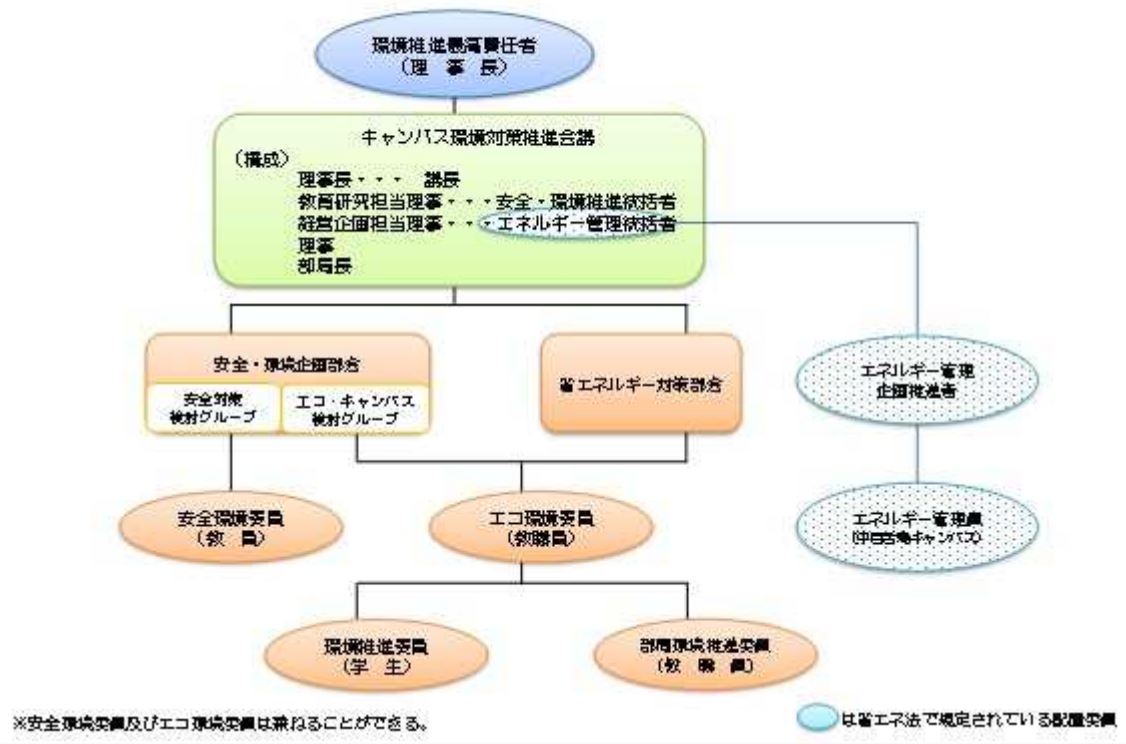 環境推進最高責任者
（理　事　長）
キャンパス環境対策推進会議
（構成）
理事長・・・　議長
教育研究担当理事・・・安全・環境推進統括者
経営企画担当理事・・・エネルギー管理統括者
理事
部局長
安全・環境企画部会
安全対策
検討グループ
エコ・キャンパス
検討グループ
省エネルギー対策部会
エネルギー管理
企画推進者
安全環境委員
（教　員）
エコ環境委員
（教職員）
エネルギー管理員
(中百舌鳥キャンパス)
環境推進委員
（学　生）
部局環境推進委員
（教　職　員）
※安全環境委員及びエコ環境委員は兼ねることができる。
は省エネ法で規定されている配置委員